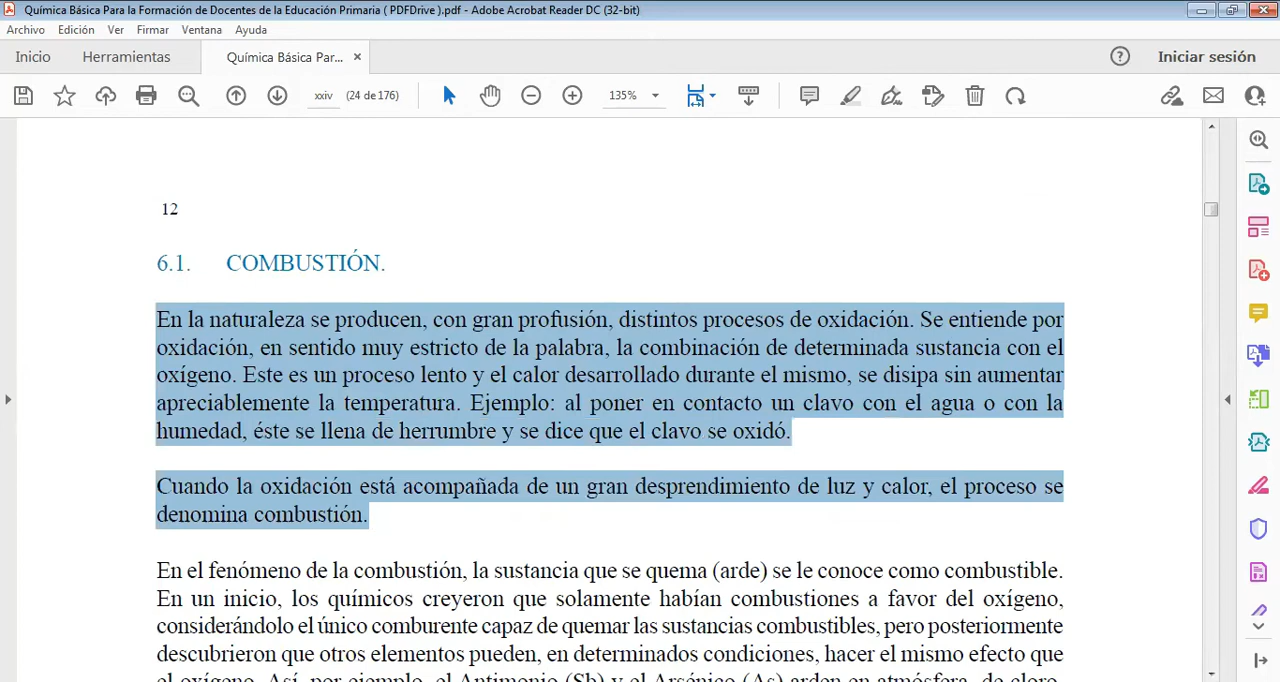 Química Básica Para la Formación de Docentes de la Educación Primaria ( PDFDrive ).pdf - Adobe Acrobat Reader DC (32-bit)
Archivo Edición Ver Firmar Ventana Ayuda
Inicio Herramientas Química Básica Par... × Iniciar sesión
xxiv (24 de 176) 135%
12
6.1. COMBUSTIÓN.
En la naturaleza se producen, con gran profusión, distintos procesos de oxidación. Se entiende por
oxidación, en sentido muy estricto de la palabra, la combinación de determinada sustancia con el
oxígeno. Este es un proceso lento y el calor desarrollado durante el mismo, se disipa sin aumentar
apreciablemente la temperatura. Ejemplo: al poner en contacto un clavo con el agua o con la
humedad, éste se llena de herrumbre y se dice que el clavo se oxidó.
Cuando la oxidación está acompañada de un gran desprendimiento de luz y calor, el proceso se
denomina combustión.
En el fenómeno de la combustión, la sustancia que se quema (arde) se le conoce como combustible.
En un inicio, los químicos creyeron que solamente habían combustiones a favor del oxígeno,
considerándolo el único comburente capaz de quemar las sustancias combustibles, pero posteriormente
descubrieron que otros elementos pueden, en determinados condiciones, hacer el mismo efecto que
el oxígeno. Así, por ejemplo, el Antimonio (Sb) y el Arsénico (As) arden en atmósfera, de cloro,